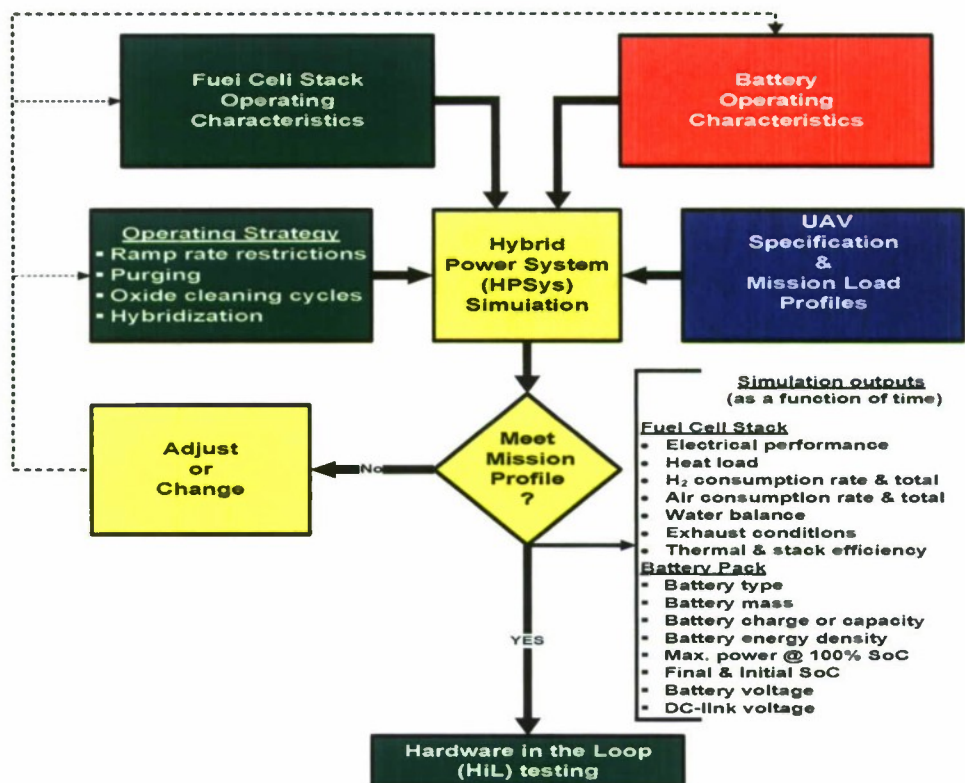 Fuel Cell Stack
Operating
Characteristics
Battery
Operating
Characteristics
Operating Strategy
▪ Ramp rate restrictions
▪ Purging
▪ Oxide cleaning cycles
▪ Hybridization
Hybrid
Power System
(HPSys)
Simulation
UAV
Specification
&
Mission Load
Profiles
Adjust
or
Change
No
Meet
Mission
Profile
?
YES
Simulation outputs
(as a function of time)
Fuel Cell Stack
• Electrical performance
• Heat load
• H₂ consumption rate & total
• Air consumption rate & total
• Water balance
• Exhaust conditions
• Thermal & stack efficiency
Battery Pack
▪ Battery type
▪ Battery mass
▪ Battery charge or capacity
▪ Battery energy density
▪ Max. power @ 100% SoC
▪ Final & Initial SoC
▪ Battery voltage
▪ DC-link voltage
Hardware in the Loop
(HiL) testing